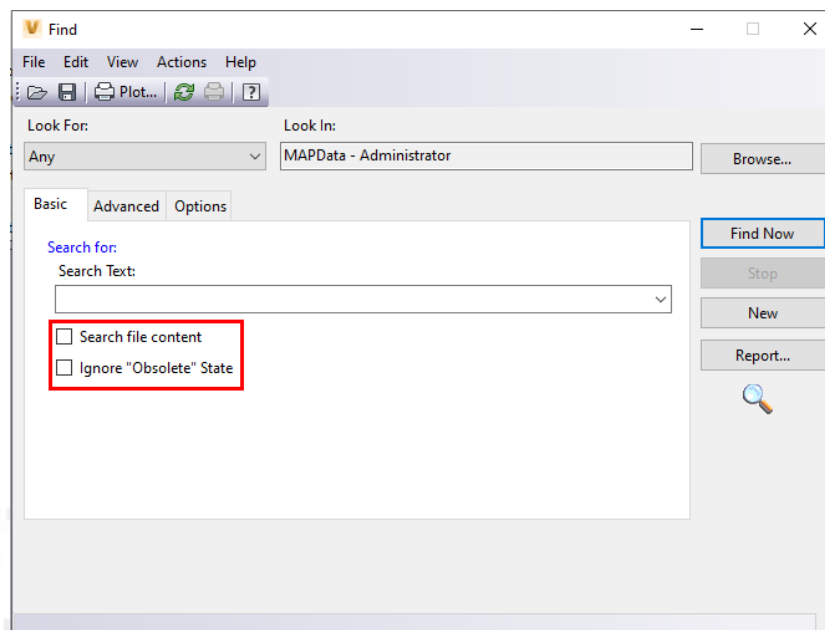 Find
File Edit View Actions Help
Plot...
Look For:
Look In:
Any
MAPData - Administrator
Browse...
Basic Advanced Options
Search for:
Search Text:
Search file content
Ignore "Obsolete" State
Find Now
Stop
New
Report...